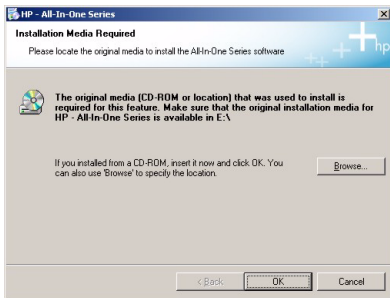 HP - All-In-One Series
Installation Media Required
Please locate the original media to install the All-In-One Series software
hp
The original media (CD-ROM or location) that was used to install is
required for this feature. Make sure that the original installation media for
HP - All-In-One Series is available in E:\
If you installed from a CD-ROM, insert it now and click OK. You
can also use 'Browse' to specify the location.
Browse...
< Back
OK
Cancel